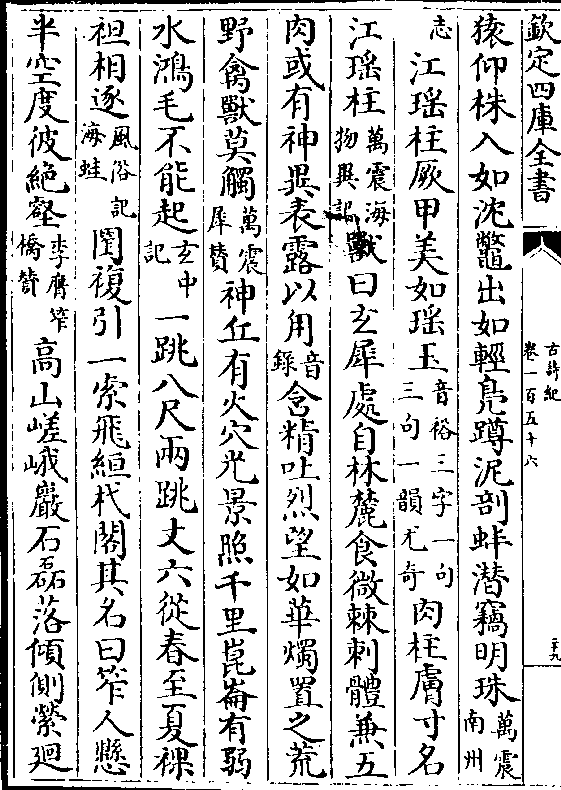 欽定四庫全書
古詩紀
卷一百五十六
猿仰株入如沈鼈出如輕鳬蹲泥剖蚌潛竊明珠萬震南州
志江瑶柱厥甲美如瑶玉音裕三字一句三句一韻尤奇肉柱膚寸名
江瑶柱萬震海物異記獸曰玄犀處自林麓食微棘刺體兼五
肉或有神異表露以用音録含精吐烈望如華燭置之荒
野禽獸莫觸萬震犀賛神丘有火穴光景照千里崑崙有弱
水鴻毛不能起玄中記一跳八尺兩跳丈六從春至夏裸
袒相逐風俗記海蛙複引一索飛絙杙閣其名曰笮人懸
半空度彼絶壑李膺笮橋賛高山嵯峨巖石磊落傾側縈廻